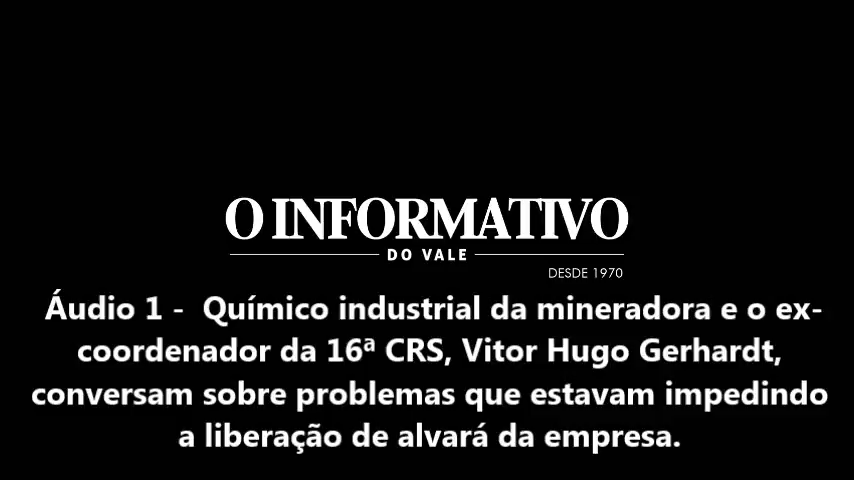 O INFORMATIVO
DO VALE
DESDE 1970
Áudio 1 -  Químico industrial da mineradora e o ex-
coordenador da 16ª CRS, Vitor Hugo Gerhardt,
conversam sobre problemas que estavam impedindo
a liberação de alvará da empresa.